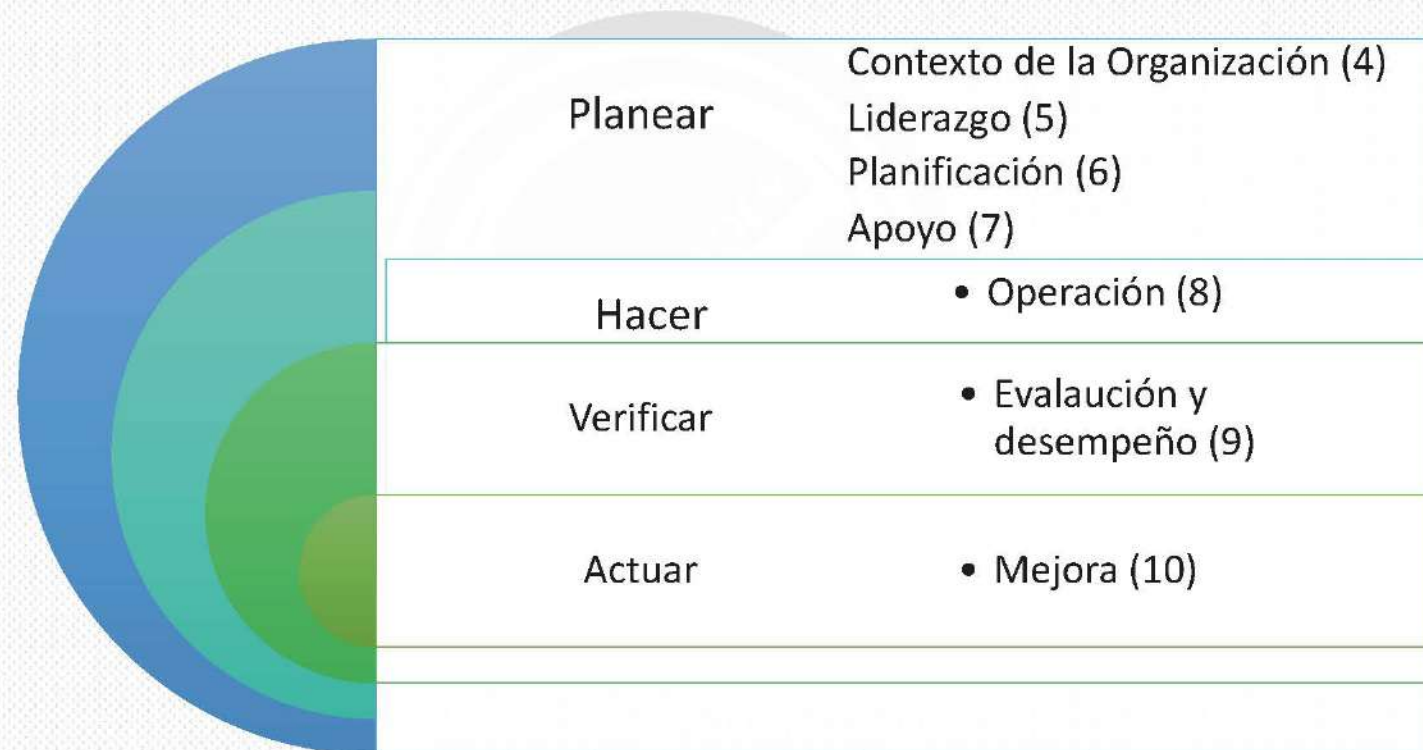 Planear
Contexto de la Organización (4)
Liderazgo (5)
Planificación (6)
Apoyo (7)
Hacer
• Operación (8)
Verificar
• Evalaución y
desempeño (9)
Actuar
• Mejora (10)